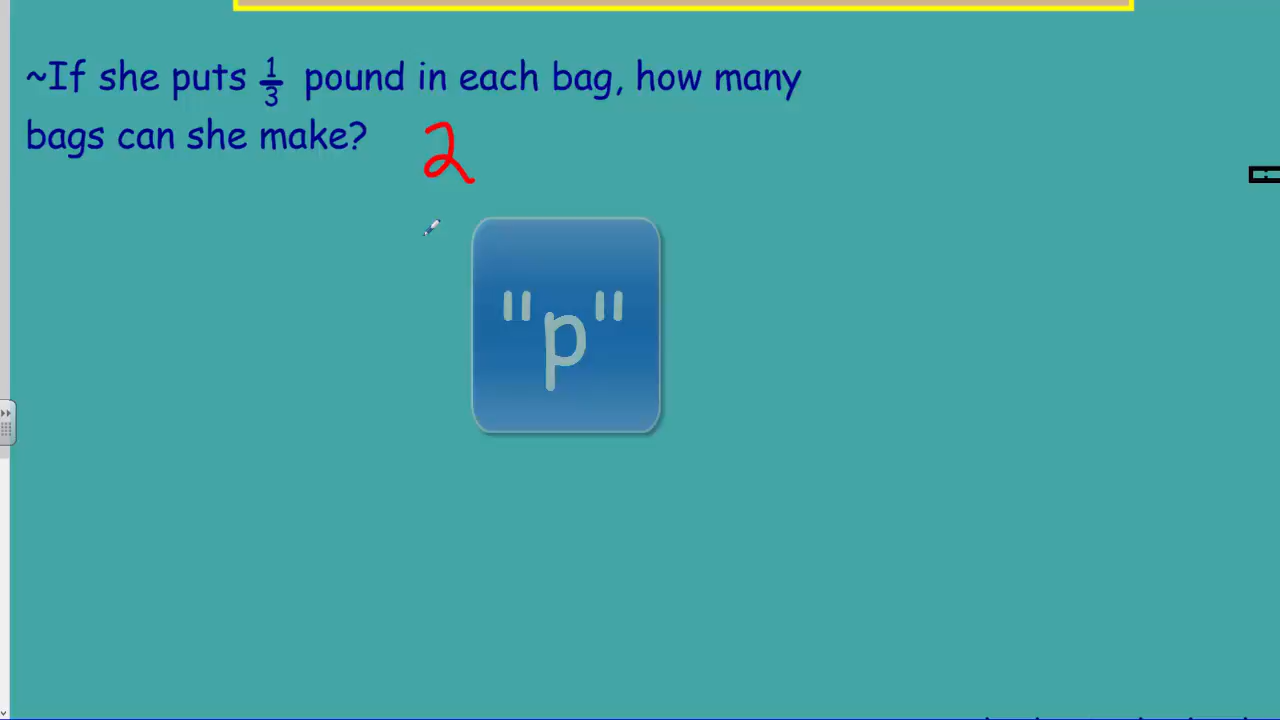 ~If she puts 1/3 pound in each bag, how many
bags can she make? 2
"p"